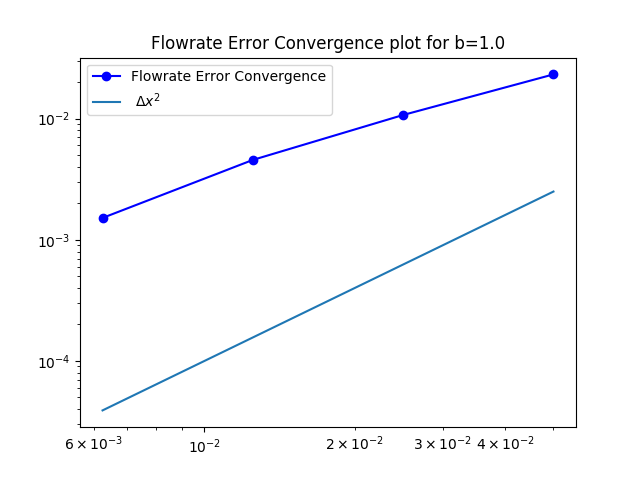 Flowrate Error Convergence plot for b=1.0
Flowrate Error Convergence
Δx²
10⁻²
10⁻³
10⁻⁴
6 × 10⁻³ 10⁻² 2 × 10⁻² 3 × 10⁻² 4 × 10⁻²